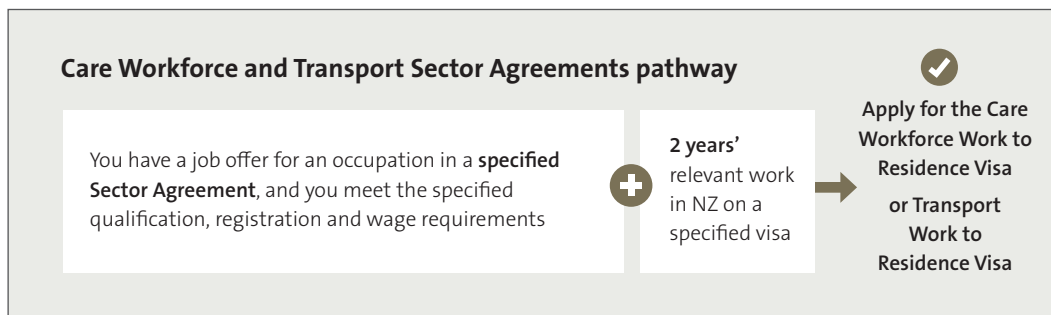 Care Workforce and Transport Sector Agreements pathway
You have a job offer for an occupation in a specified
Sector Agreement, and you meet the specified
qualification, registration and wage requirements
2 years’
relevant work
in NZ on a
specified visa
Apply for the Care
Workforce Work to
Residence Visa
or Transport
Work to
Residence Visa